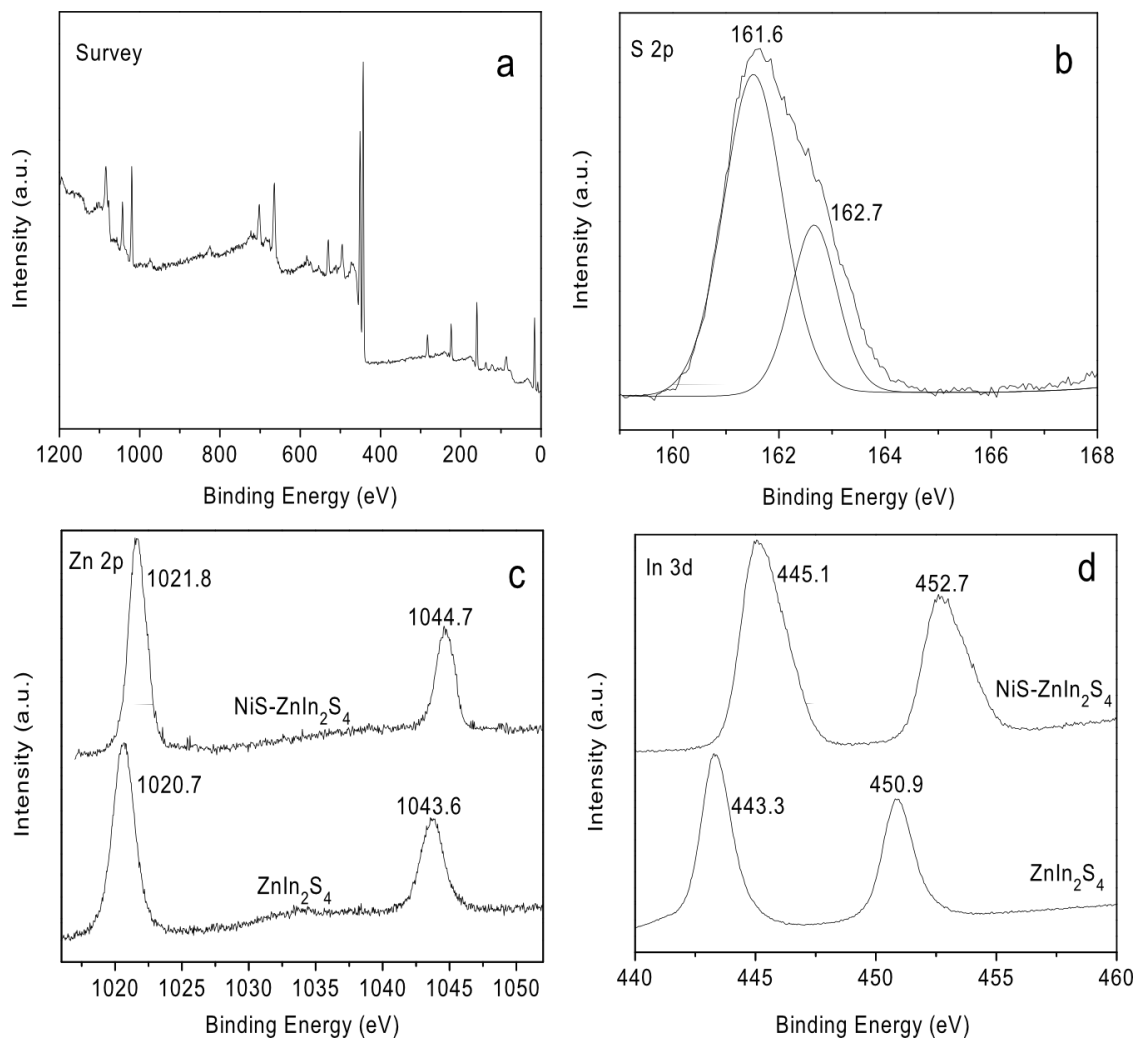 Survey
a
Intensity (a.u.)
1200 1000 800 600 400 200 0
Binding Energy (eV)
S 2p
b
161.6
162.7
Intensity (a.u.)
160 162 164 166 168
Binding Energy (eV)
Zn 2p
c
1021.8
1044.7
NiS-ZnIn₂S₄
1020.7
1043.6
ZnIn₂S₄
Intensity (a.u.)
1020 1025 1030 1035 1040 1045 1050
Binding Energy (eV)
In 3d
d
445.1
452.7
NiS-ZnIn₂S₄
443.3
450.9
ZnIn₂S₄
Intensity (a.u.)
440 445 450 455 460
Binding Energy (eV)